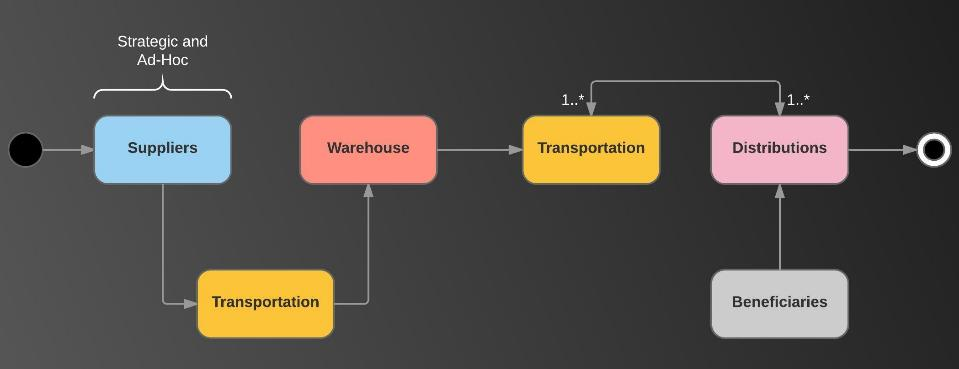 Strategic and
Ad-Hoc
1..*
1..*
Suppliers
Warehouse
Transportation
Distributions
Transportation
Beneficiaries